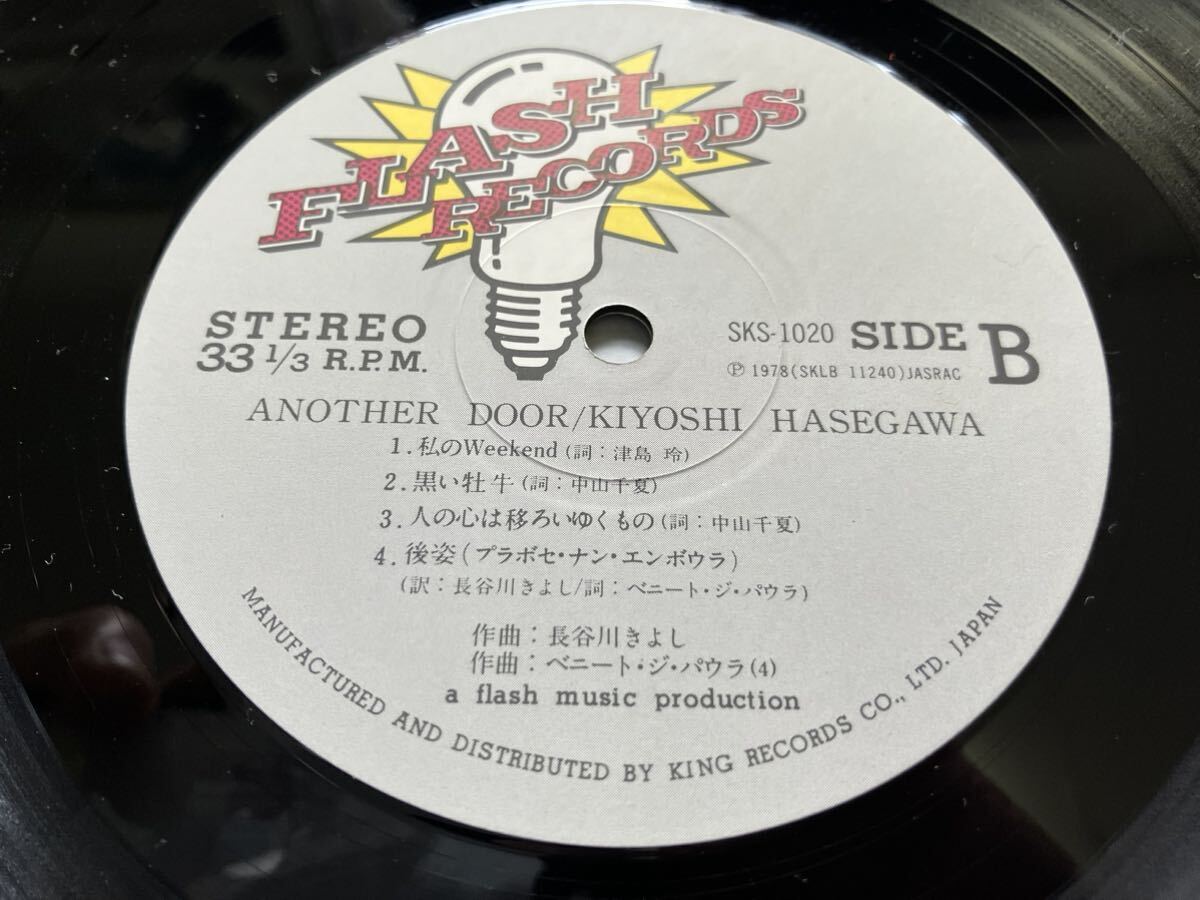 FLASH
RECORDS
STEREO
33 1/3 R.P.M.
SKS-1020 SIDE B
Ⓟ 1978(SKLB 11240)JASRAC
ANOTHER DOOR/KIYOSHI HASEGAWA
1.私のWeekend(詞:津島 玲)
2.黒い牡牛(詞:中山千夏)
3.人の心は移ろいゆくもの(詞:中山千夏)
4.後姿(プラボセ・ナン・エンボウラ)
(訳:長谷川きよし/詞:ベニート・ジ・パウラ)
作曲:長谷川きよし
作曲:ベニート・ジ・パウラ(4)
a flash music production
MANUFACTURED AND DISTRIBUTED BY KING RECORDS CO., LTD. JAPAN